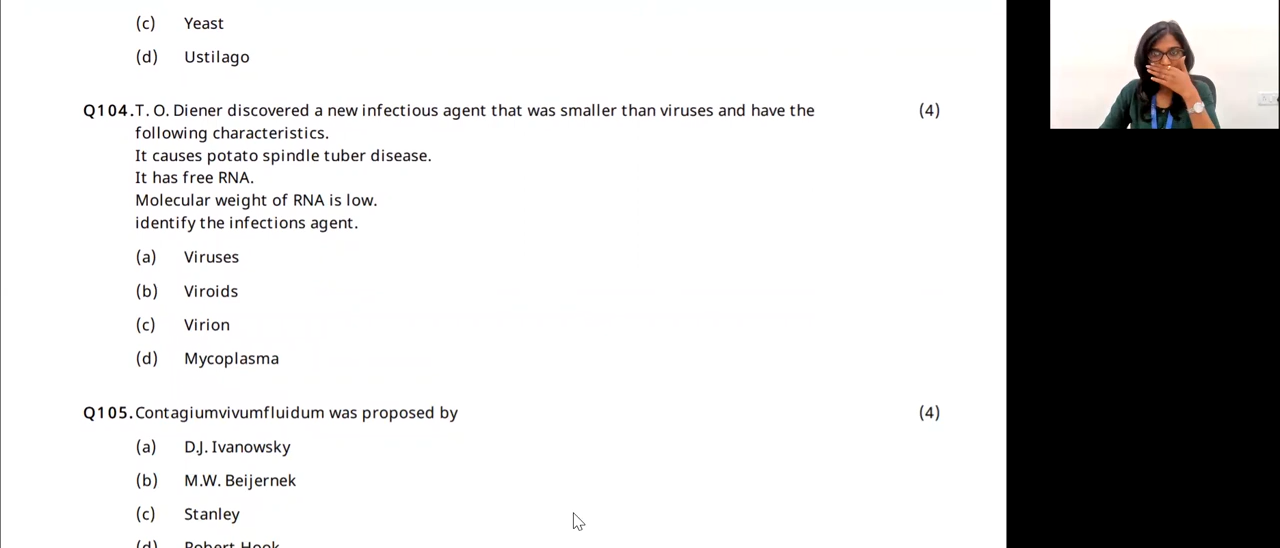 (c) Yeast
(d) Ustilago
Q104. T. O. Diener discovered a new infectious agent that was smaller than viruses and have the (4)
following characteristics.
It causes potato spindle tuber disease.
It has free RNA.
Molecular weight of RNA is low.
identify the infections agent.
(a) Viruses
(b) Viroids
(c) Virion
(d) Mycoplasma
Q105. Contagiumvivumfluidum was proposed by (4)
(a) D.J. Ivanowsky
(b) M.W. Beijernek
(c) Stanley
(d) Robert Hook